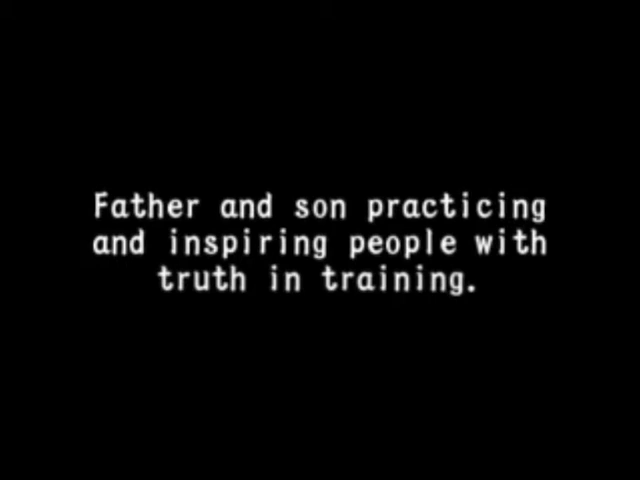 Father and son practicing
and inspiring people with
truth in training.